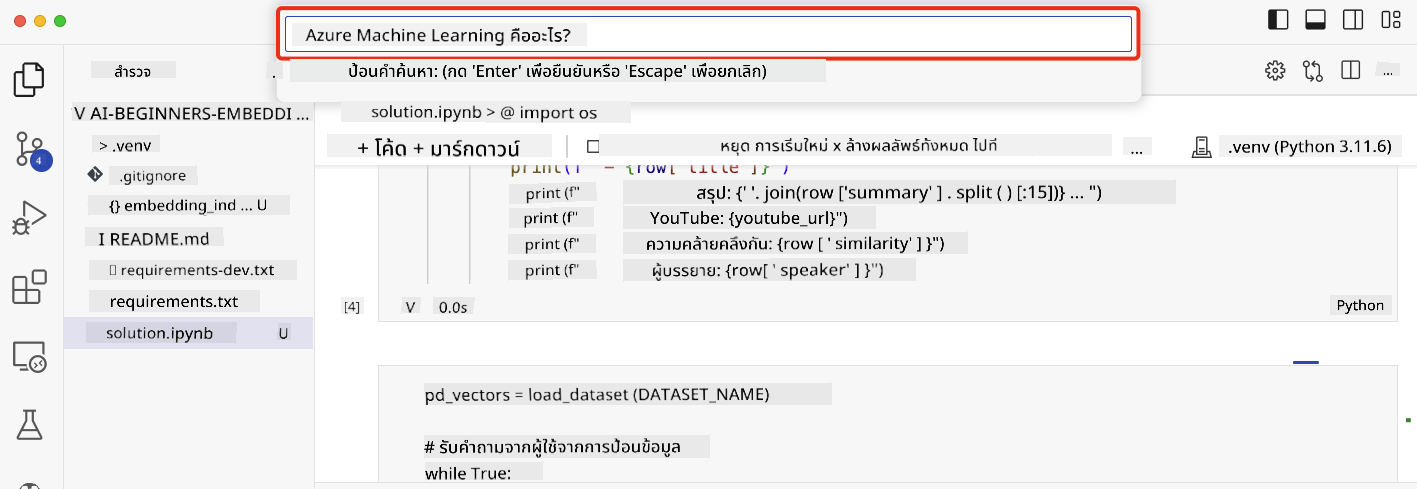 Azure Machine Learning คืออะไร?
ป้อนคำค้นหา: (กด 'Enter' เพื่อยืนยันหรือ 'Escape' เพื่อยกเลิก)
สำรวจ
...
V AI-BEGINNERS-EMBEDDI ...
> .venv
4
.gitignore
{} embedding_ind ... U
I README.md
requirements-dev.txt
requirements.txt
solution.ipynb U
solution.ipynb > @ import os
+ โค้ด + มาร์กดาวน์
หยุด การเริ่มใหม่ x ล้างผลลัพธ์ทั้งหมด ไปที่ ...
.venv (Python 3.11.6)
print(f" = {row[ 'title' ]}")
print (f" สรุป: {' '. join(row ['summary' ] . split ( ) [:15])} ... ")
print (f" YouTube: {youtube_url}")
print (f" ความคล้ายคลึงกัน: {row [ ' similarity' ] }")
print (f" ผู้บรรยาย: {row[ ' speaker' ] }")
[4] V 0.0s
Python
pd_vectors = load_dataset (DATASET_NAME)
# รับคำถามจากผู้ใช้จากการป้อนข้อมูล
while True: